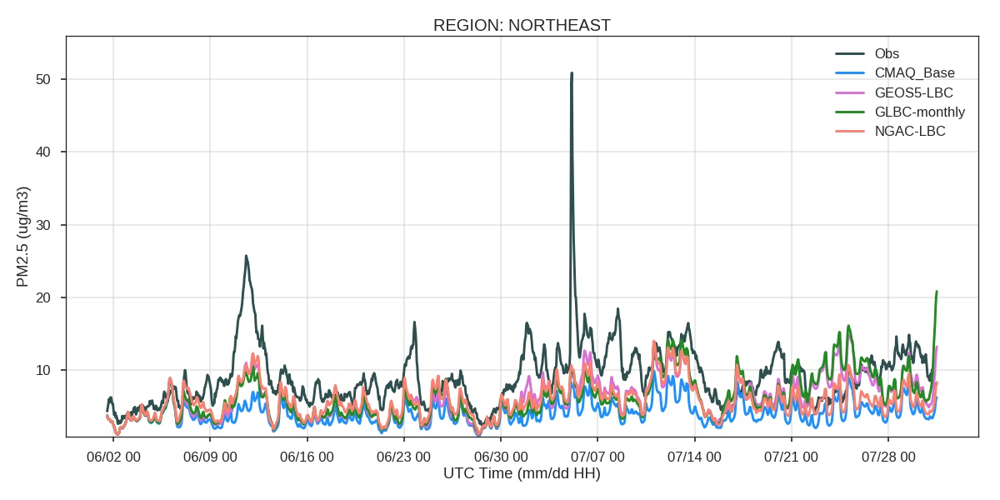 REGION: NORTHEAST
Obs
CMAQ_Base
GEOS5-LBC
GLBC-monthly
NGAC-LBC
PM2.5 (ug/m3)
50
40
30
20
10
06/02 00 06/09 00 06/16 00 06/23 00 06/30 00 07/07 00 07/14 00 07/21 00 07/28 00
UTC Time (mm/dd HH)